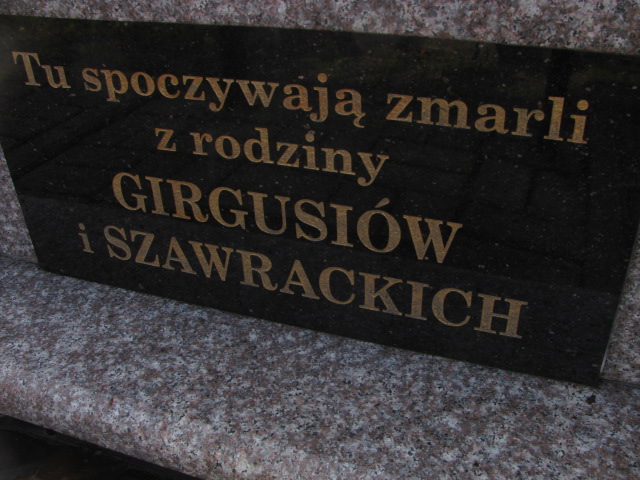 Tu spoczywają zmarli
z rodziny
GIRGUSIÓW
i SZAWRACKICH